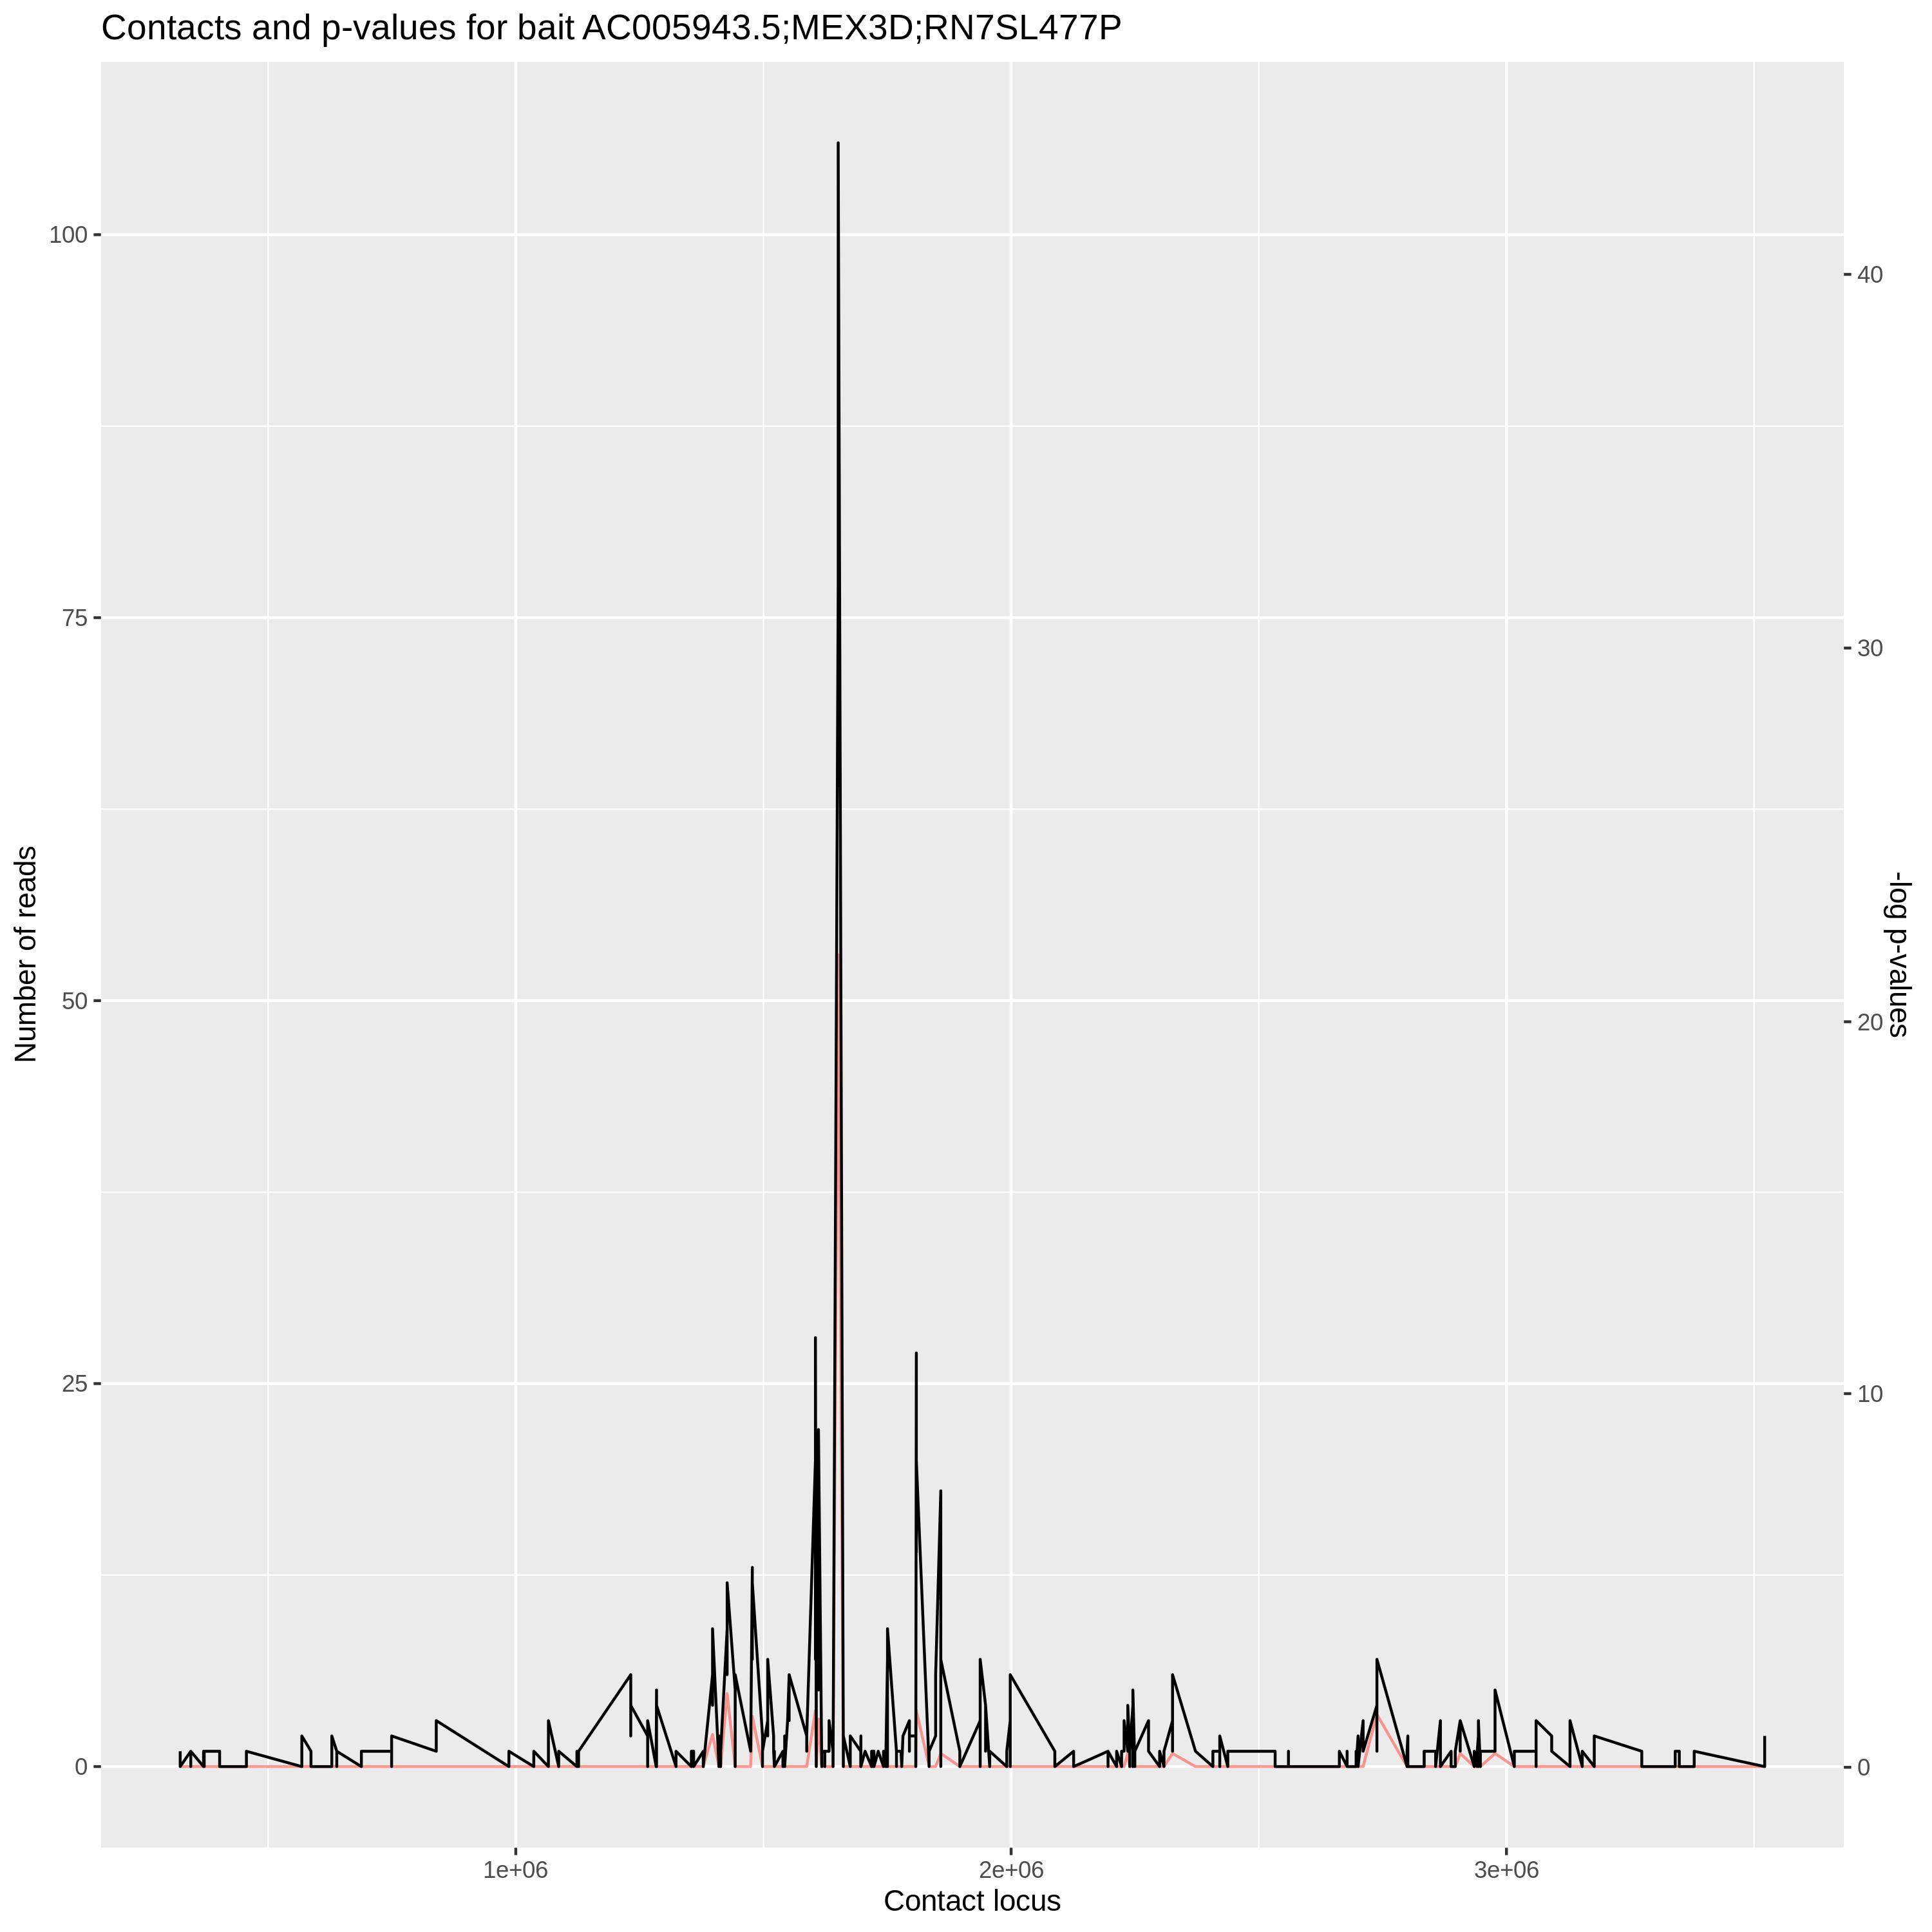 Contacts and p-values for bait AC005943.5;MEX3D;RN7SL477P
100
75
50
25
0
Number of reads
40
30
20
10
0
-log p-values
1e+06
2e+06
3e+06
Contact locus